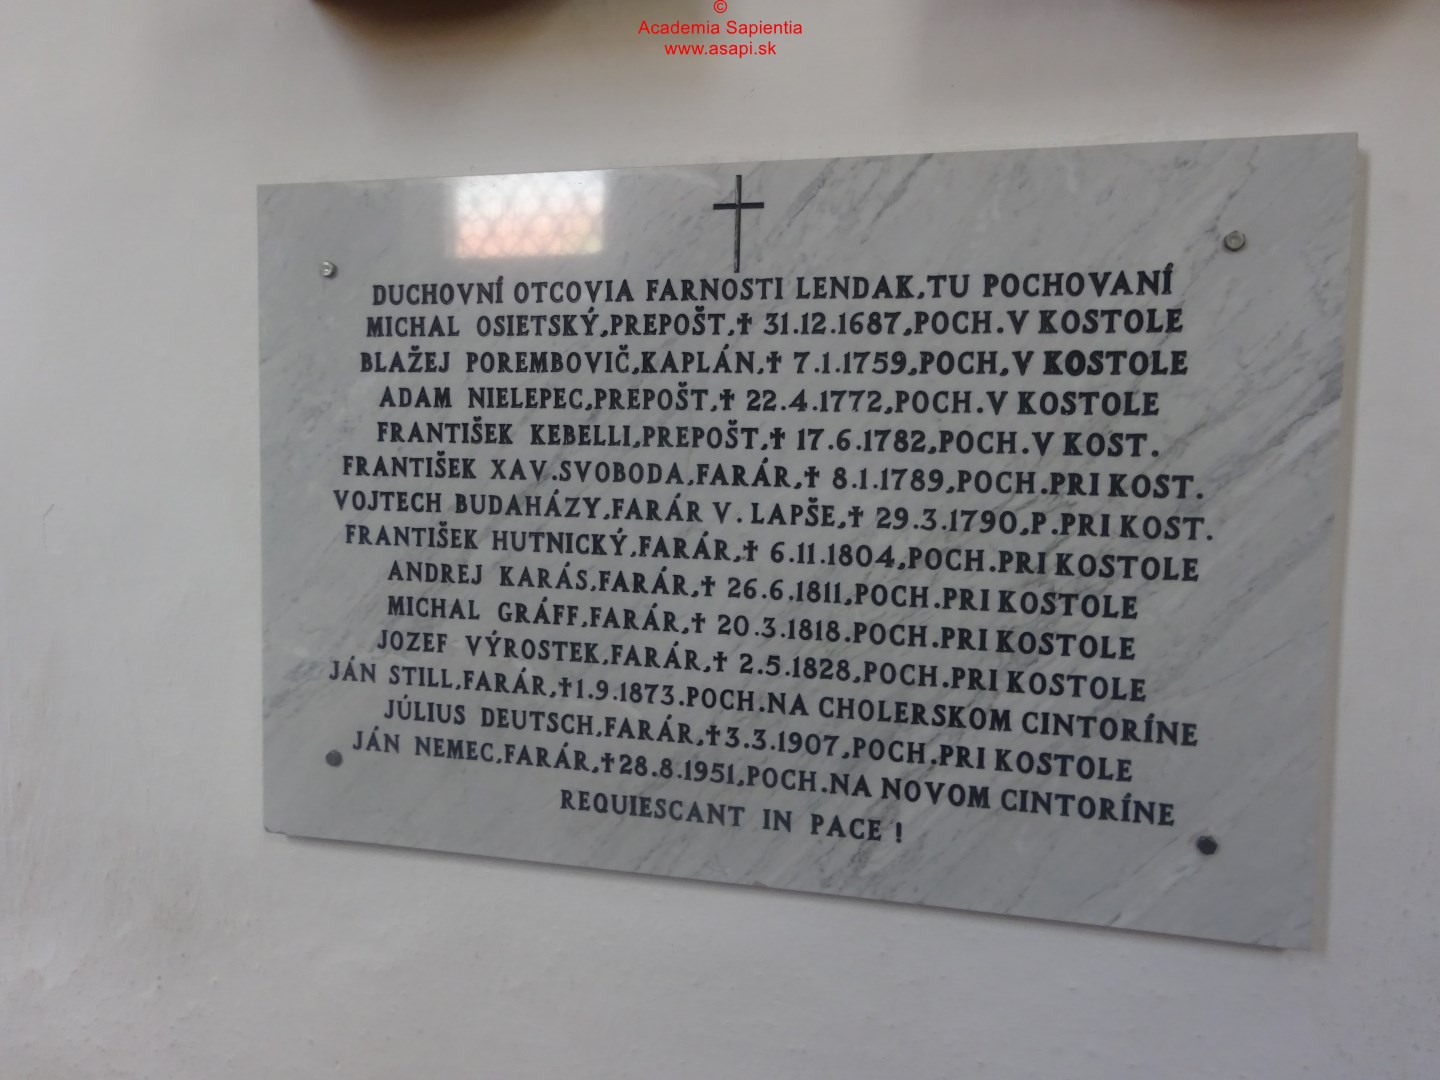 ©
Academia Sapientia
www.asapi.sk
DUCHOVNÍ OTCOVIA FARNOSTI LENDAK,TU POCHOVANÍ
MICHAL OSIETSKÝ,PREPOŠT,✝ 31.12.1687,POCH.V KOSTOLE
BLAŽEJ POREMBOVIČ,KAPLÁN,✝ 7.1.1759,POCH,V KOSTOLE
ADAM NIELEPEC,PREPOŠT,✝ 22.4.1772,POCH.V KOSTOLE
FRANTIŠEK KEBELLI,PREPOŠT,✝ 17.6.1782,POCH.V KOST.
FRANTIŠEK XAV.SVOBODA,FARÁR,✝ 8.1.1789,POCH.PRI KOST.
VOJTECH BUDAHÁZY,FARÁR V. LAPŠE,✝ 29.3.1790,P.PRI KOST.
FRANTIŠEK HUTNICKÝ,FARÁR,✝ 6.11.1804,POCH.PRI KOSTOLE
ANDREJ KARÁS,FARÁR,✝ 26.6.1811,POCH.PRI KOSTOLE
MICHAL GRÁFF,FARÁR,✝ 20.3.1818.POCH.PRI KOSTOLE
JOZEF VÝROSTEK,FARÁR,✝ 2.5.1828,POCH.PRI KOSTOLE
JÁN STILL,FARÁR,✝1.9.1873.POCH.NA CHOLERSKOM CINTORÍNE
JÚLIUS DEUTSCH,FARÁR,✝3.3.1907,POCH.PRI KOSTOLE
JÁN NEMEC,FARÁR,✝28.8.1951,POCH.NA NOVOM CINTORÍNE
REQUIESCANT IN PACE !